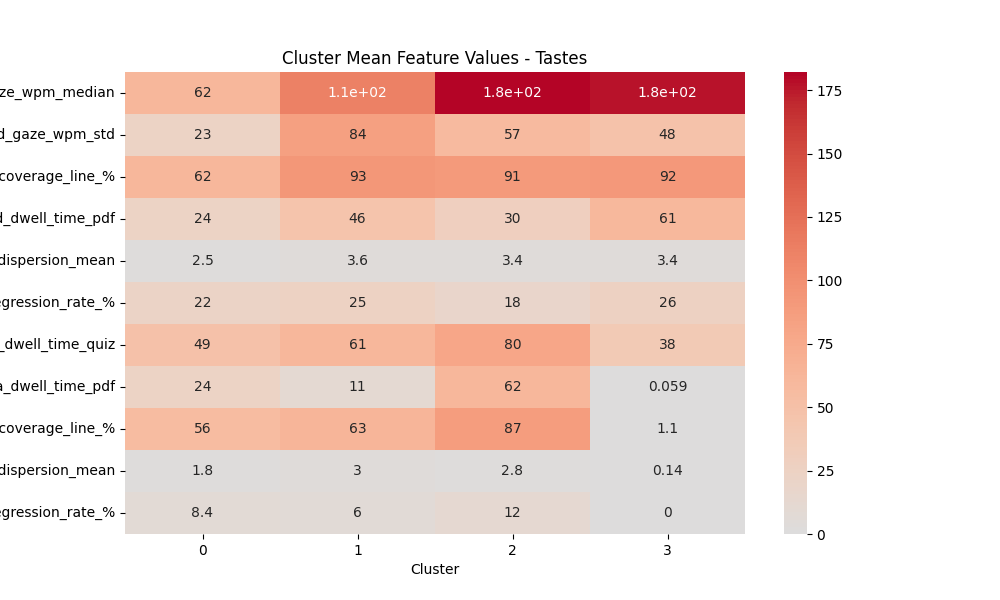 Cluster Mean Feature Values - Tastes
ze_wpm_median 62 1.1e+02 1.8e+02 1.8e+02
d_gaze_wpm_std 23 84 57 48
coverage_line_% 62 93 91 92
d_dwell_time_pdf 24 46 30 61
dispersion_mean 2.5 3.6 3.4 3.4
egression_rate_% 22 25 18 26
_dwell_time_quiz 49 61 80 38
a_dwell_time_pdf 24 11 62 0.059
coverage_line_% 56 63 87 1.1
dispersion_mean 1.8 3 2.8 0.14
egression_rate_% 8.4 6 12 0
0 1 2 3
Cluster
175
150
125
100
75
50
25
0